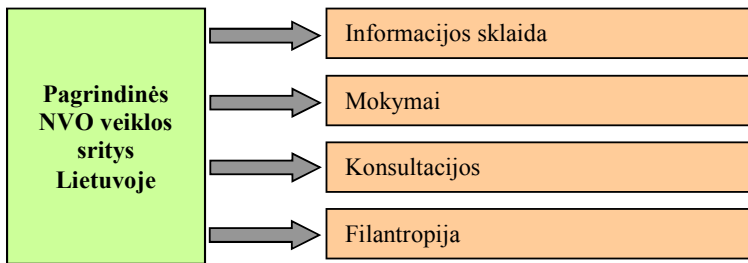 Pagrindinės
NVO veiklos
sritys
Lietuvoje
Informacijos sklaida
Mokymai
Konsultacijos
Filantropija